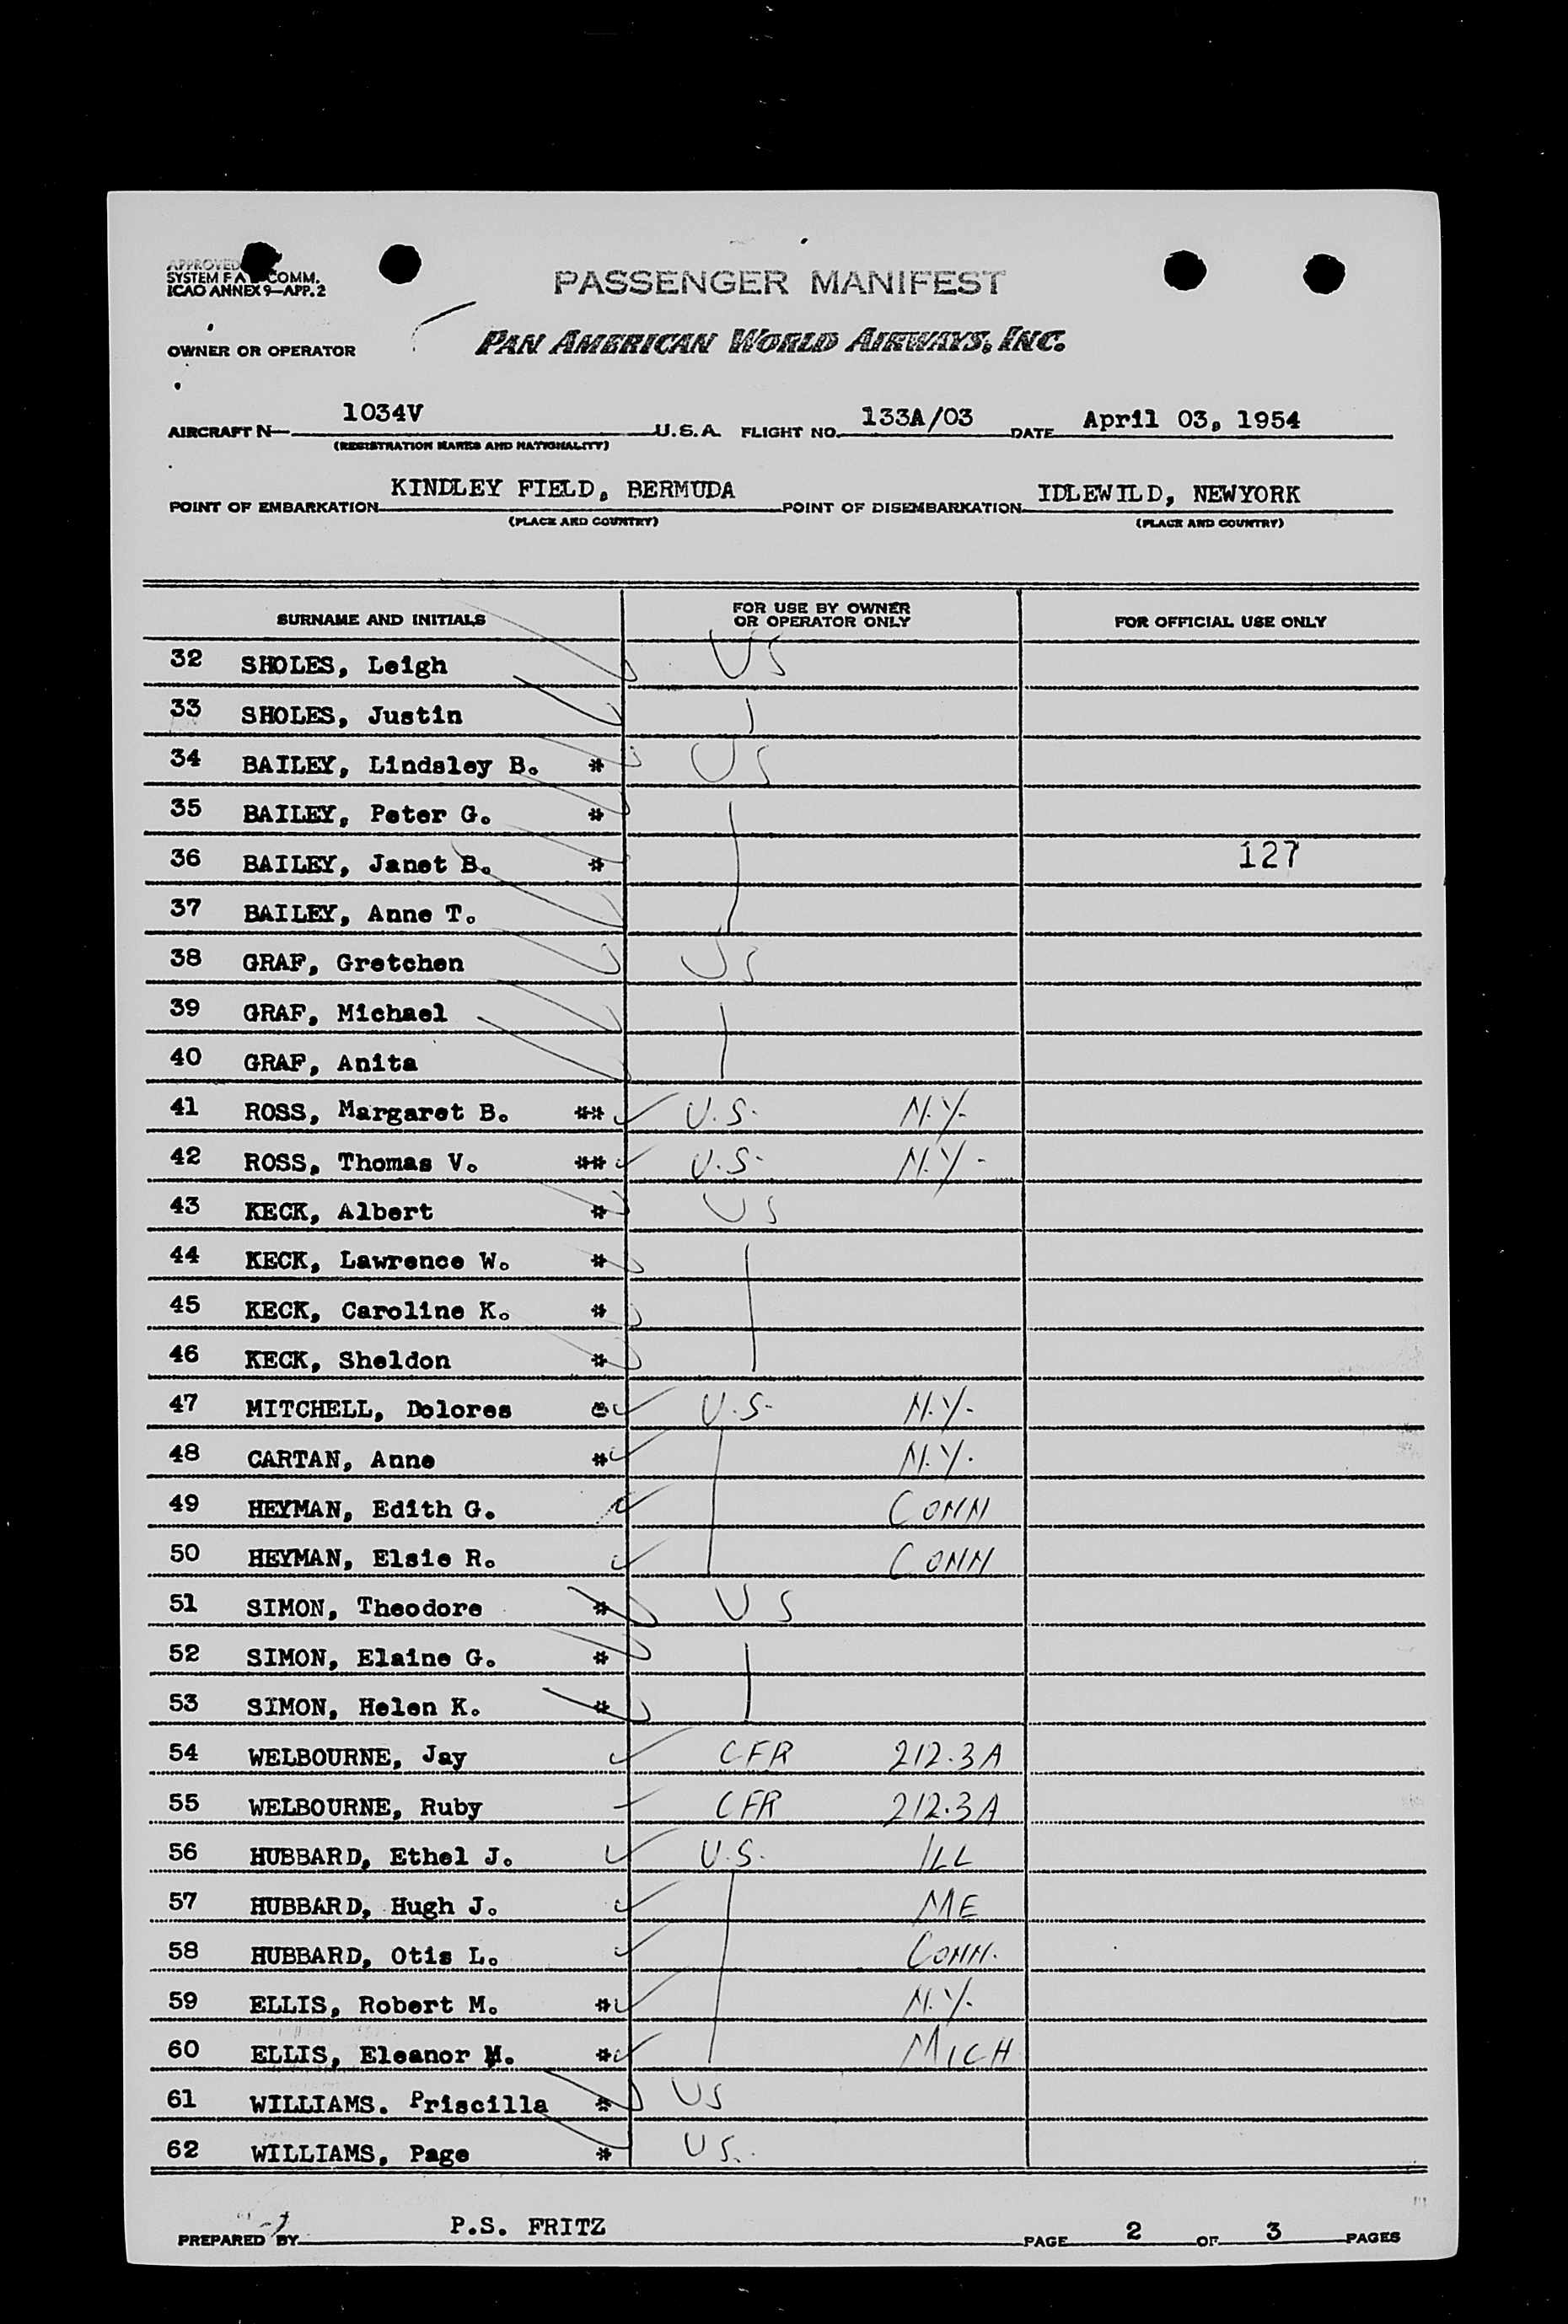 APPROVED
SYSTEM FAL COMM.
ICAO ANNEX 9—APP. 2
PASSENGER MANIFEST
OWNER OR OPERATOR PAN AMERICAN WORLD AIRWAYS, INC.
AIRCRAFT N— 1034V U.S.A. FLIGHT NO. 133A/03 DATE April 03, 1954
(REGISTRATION MARKS AND NATIONALITY)
POINT OF EMBARKATION KINDLEY FIELD, BERMUDA POINT OF DISEMBARKATION IDLEWILD, NEWYORK
(PLACE AND COUNTRY) (PLACE AND COUNTRY)
SURNAME AND INITIALS FOR USE BY OWNER OR OPERATOR ONLY FOR OFFICIAL USE ONLY
32 SHOLES, Leigh US
33 SHOLES, Justin
34 BAILEY, Lindsley B. * US
35 BAILEY, Peter G. *
36 BAILEY, Janet B. * 127
37 BAILEY, Anne T.
38 GRAF, Gretchen US
39 GRAF, Michael
40 GRAF, Anita
41 ROSS, Margaret B. ** U.S. N.Y.
42 ROSS, Thomas V. ** U.S. N.Y.
43 KECK, Albert * US
44 KECK, Lawrence W. *
45 KECK, Caroline K. *
46 KECK, Sheldon *
47 MITCHELL, Dolores U.S. N.Y.
48 CARTAN, Anne * N.Y.
49 HEYMAN, Edith G. CONN
50 HEYMAN, Elsie R. CONN
51 SIMON, Theodore * US
52 SIMON, Elaine G. *
53 SIMON, Helen K. *
54 WELBOURNE, Jay CFR 212.3A
55 WELBOURNE, Ruby CFR 212.3A
56 HUBBARD, Ethel J. U.S. ILL
57 HUBBARD, Hugh J. ME
58 HUBBARD, Otis L. CONN.
59 ELLIS, Robert M. * N.Y.
60 ELLIS, Eleanor M. * MICH
61 WILLIAMS. Priscilla * US
62 WILLIAMS, Page * US.
PREPARED BY P.S. FRITZ PAGE 2 OF 3 PAGES